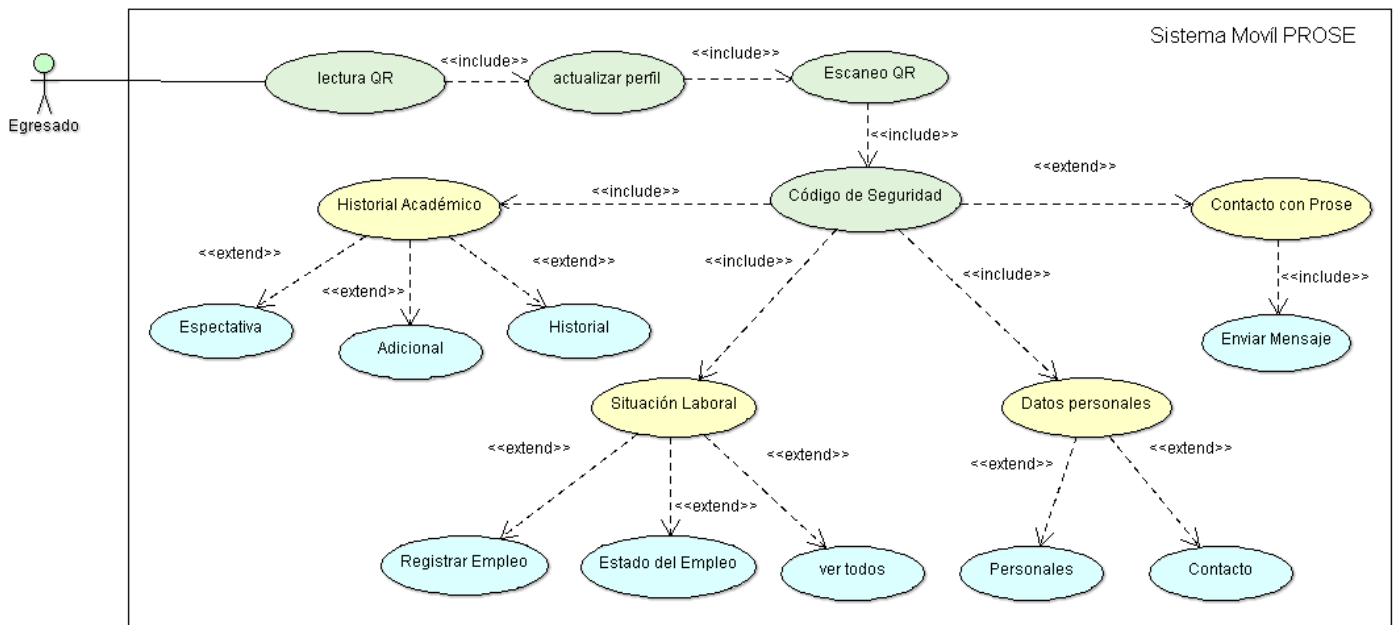 Sistema Movíl PROSE
Egresado
lectura QR
<<include>>
actualizar perfil
<<include>>
Escaneo QR
<<include>>
Código de Seguridad
<<include>>
<<extend>>
Historial Académico
Contacto con Prose
<<extend>>
<<extend>>
<<extend>>
<<include>>
<<include>>
<<include>>
Espectativa
Adicional
Historial
Enviar Mensaje
Situación Laboral
Datos personales
<<extend>>
<<extend>>
<<extend>>
<<extend>>
<<extend>>
Registrar Empleo
Estado del Empleo
ver todos
Personales
Contacto